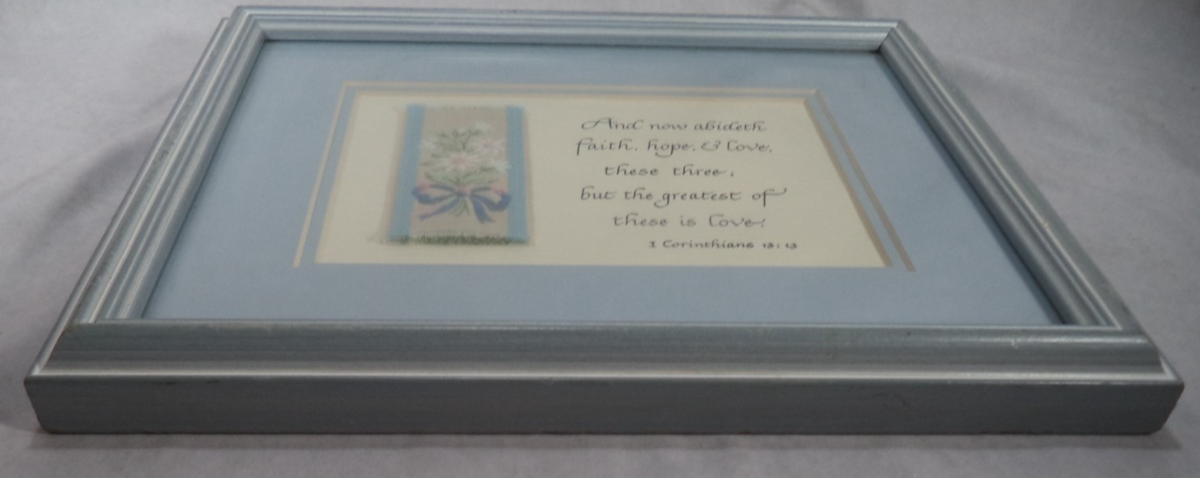 And now abideth
faith, hope, & love,
these three;
but the greatest of
these is love!
1 Corinthians 13:13